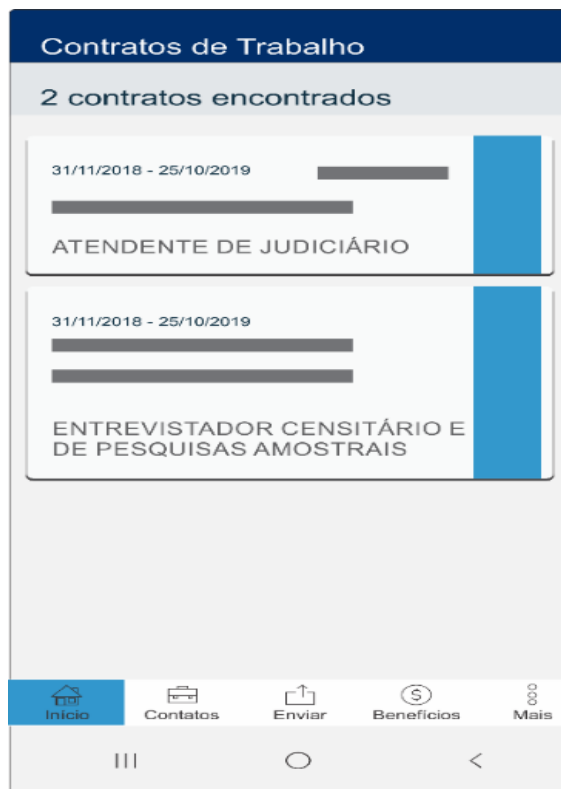 Contratos de Trabalho
2 contratos encontrados
31/11/2018 - 25/10/2019
ATENDENTE DE JUDICIÁRIO
31/11/2018 - 25/10/2019
ENTREVISTADOR CENSITÁRIO E
DE PESQUISAS AMOSTRAIS
Início Contatos Enviar Benefícios Mais